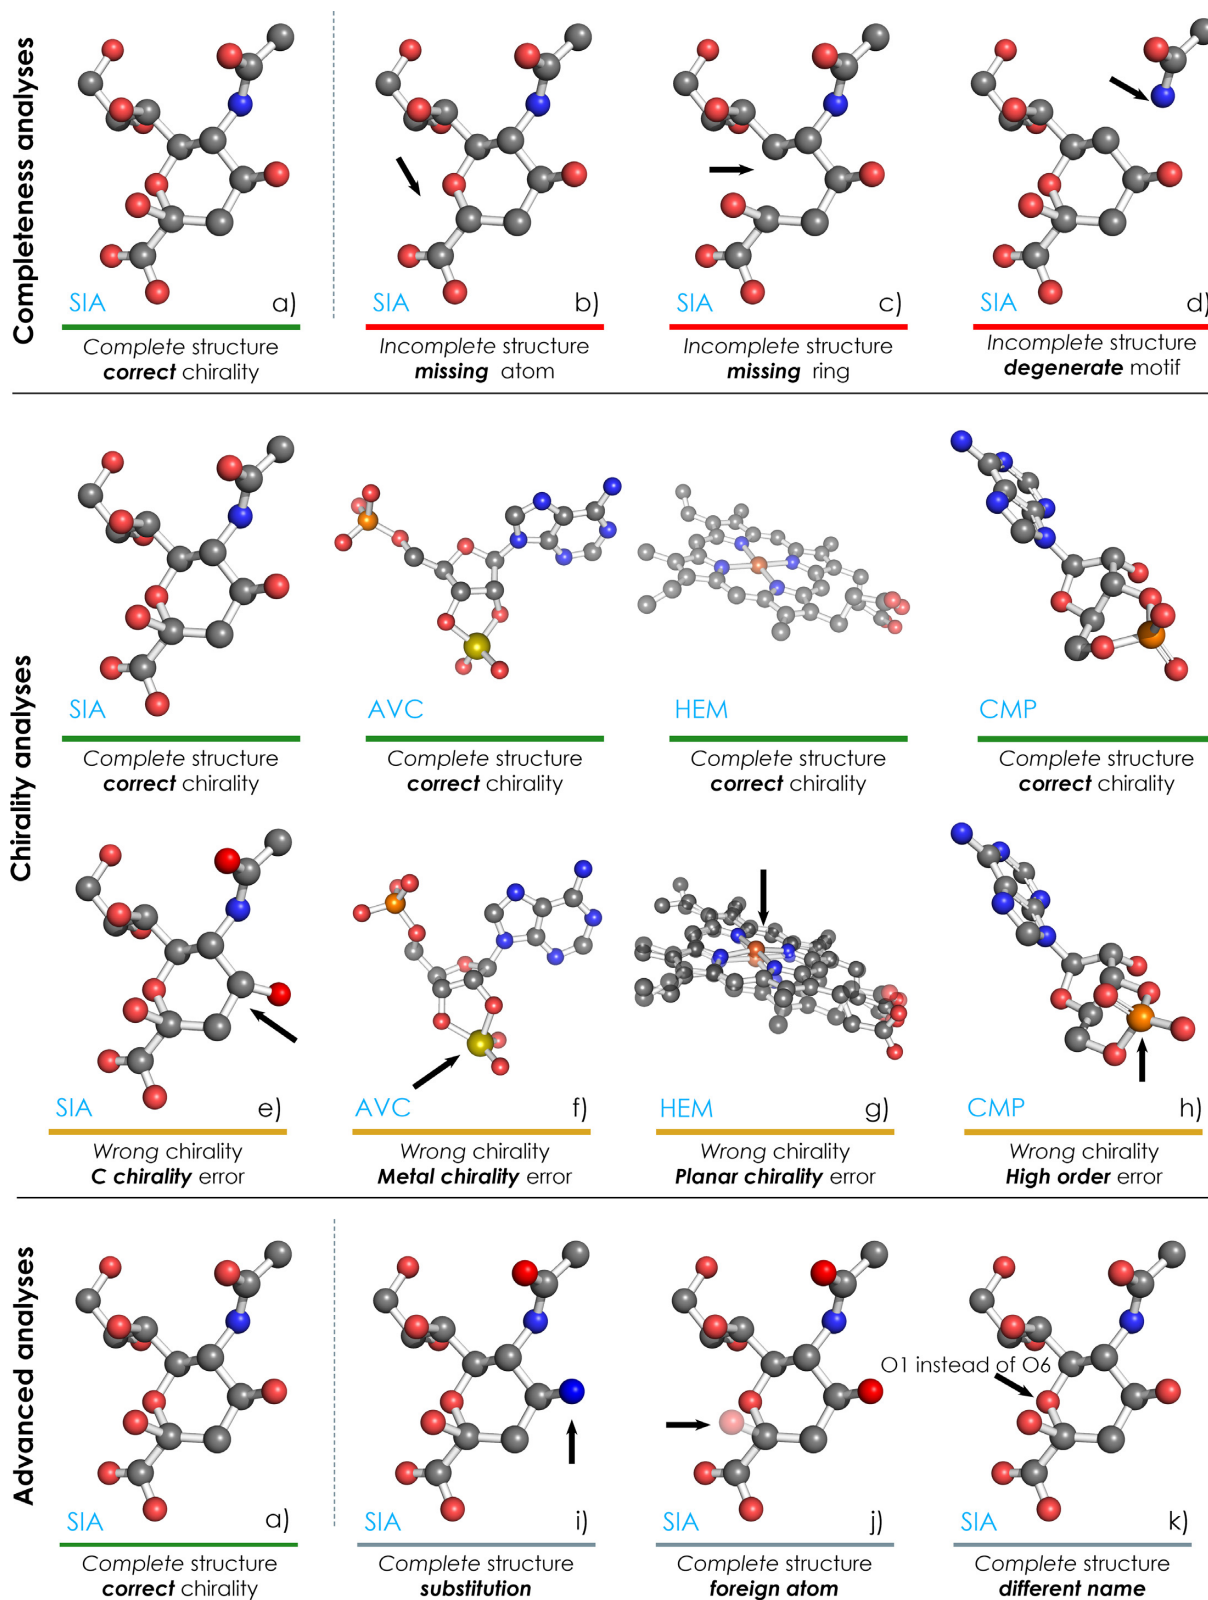 Completeness analyses
SIA a)
Complete structure
correct chirality
SIA b)
Incomplete structure
missing atom
SIA c)
Incomplete structure
missing ring
SIA d)
Incomplete structure
degenerate motif
Chirality analyses
SIA
Complete structure
correct chirality
AVC
Complete structure
correct chirality
HEM
Complete structure
correct chirality
CMP
Complete structure
correct chirality
SIA e)
Wrong chirality
C chirality error
AVC f)
Wrong chirality
Metal chirality error
HEM g)
Wrong chirality
Planar chirality error
CMP h)
Wrong chirality
High order error
Advanced analyses
SIA a)
Complete structure
correct chirality
SIA i)
Complete structure
substitution
SIA j)
Complete structure
foreign atom
O1 instead of O6
SIA k)
Complete structure
different name